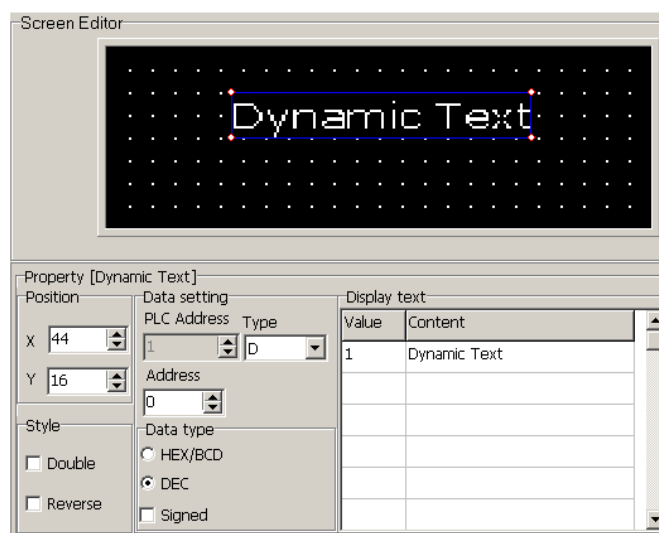 Screen Editor
Dynamic Text
Property [Dynamic Text]
Position
X 44
Y 16
Style
Double
Reverse
Data setting
PLC Address Type
1 D
Address
0
Data type
HEX/BCD
DEC
Signed
Display text
Value Content
1 Dynamic Text